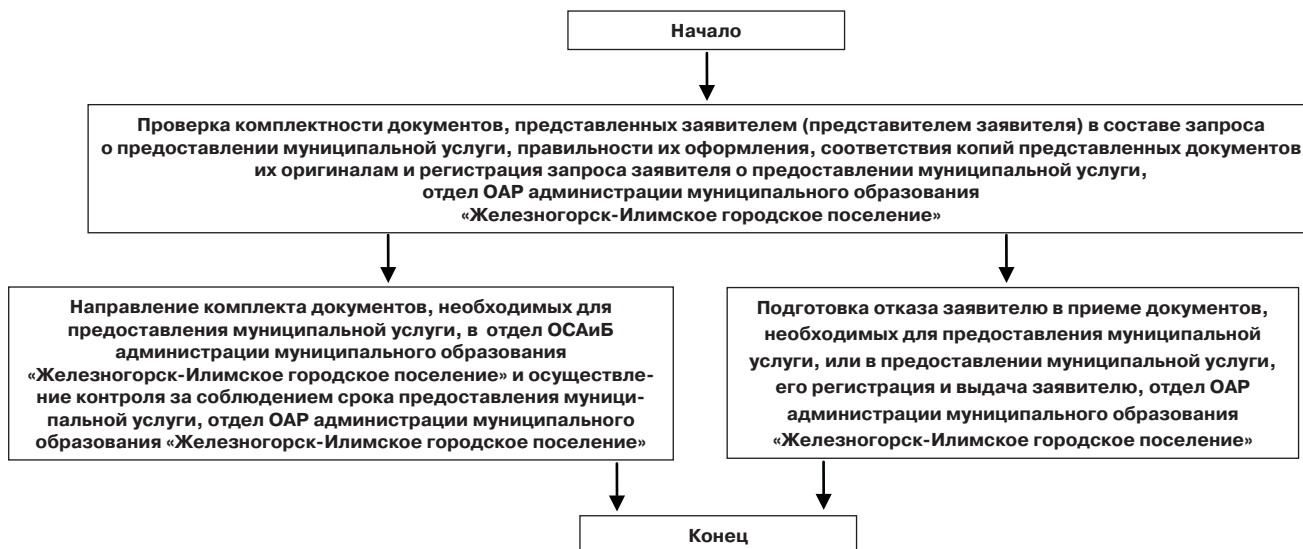 Начало
Проверка комплектности документов, представленных заявителем (представителем заявителя) в составе запроса
о предоставлении муниципальной услуги, правильности их оформления, соответствия копий представленных документов
их оригиналам и регистрация запроса заявителя о предоставлении муниципальной услуги,
отдел ОАР администрации муниципального образования
«Железногорск-Илимское городское поселение»
Направление комплекта документов, необходимых для
предоставления муниципальной услуги, в отдел ОСАиБ
администрации муниципального образования
«Железногорск-Илимское городское поселение» и осуществле-
ние контроля за соблюдением срока предоставления муници-
пальной услуги, отдел ОАР администрации муниципального
образования «Железногорск-Илимское городское поселение»
Подготовка отказа заявителю в приеме документов,
необходимых для предоставления муниципальной
услуги, или в предоставлении муниципальной услуги,
его регистрация и выдача заявителю, отдел ОАР
администрации муниципального образования
«Железногорск-Илимское городское поселение»
Конец